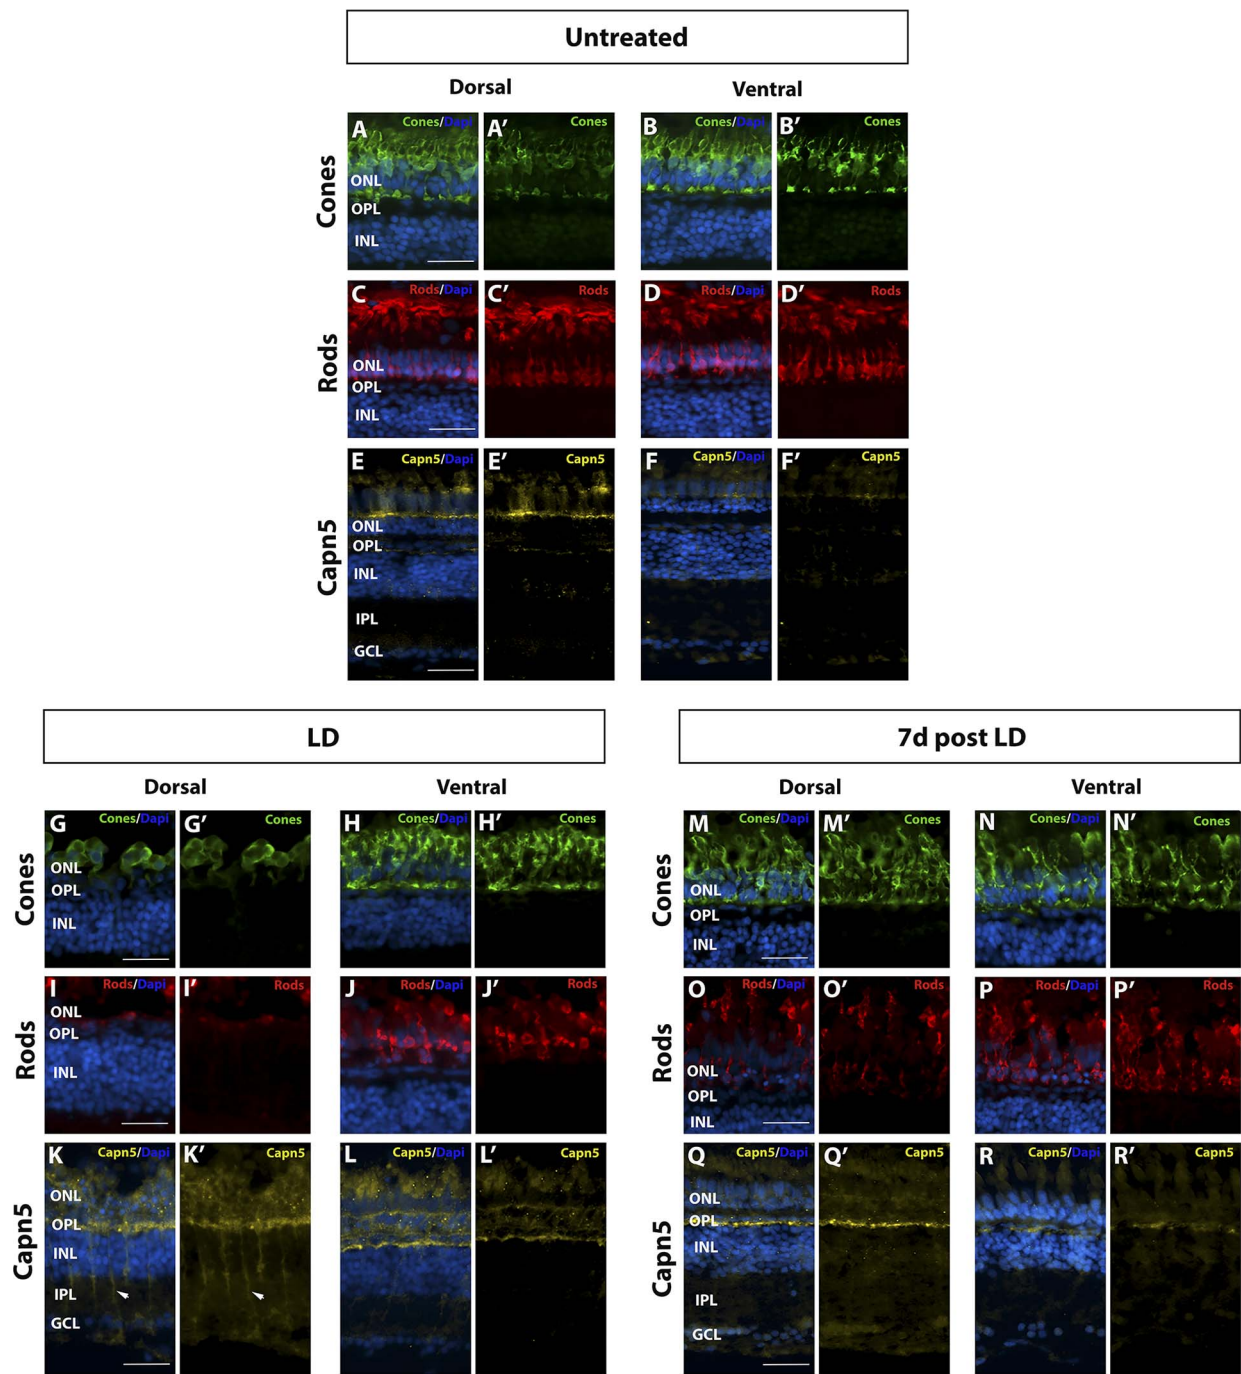 Untreated
Dorsal Ventral
Cones
A Cones/Dapi A′ Cones B Cones/Dapi B′ Cones
ONL
OPL
INL
Rods
C Rods/Dapi C′ Rods D Rods/Dapi D′ Rods
ONL
OPL
INL
Capn5
E Capn5/Dapi E′ Capn5 F Capn5/Dapi F′ Capn5
ONL
OPL
INL
IPL
GCL
LD
Dorsal Ventral
Cones
G Cones/Dapi G′ Cones H Cones/Dapi H′ Cones
ONL
OPL
INL
Rods
I Rods/Dapi I′ Rods J Rods/Dapi J′ Rods
ONL
OPL
INL
Capn5
K Capn5/Dapi K′ Capn5 L Capn5/Dapi L′ Capn5
ONL
OPL
INL
IPL
GCL
7d post LD
Dorsal Ventral
Cones
M Cones/Dapi M′ Cones N Cones/Dapi N′ Cones
ONL
OPL
INL
Rods
O Rods/Dapi O′ Rods P Rods/Dapi P′ Rods
ONL
OPL
INL
Capn5
Q Capn5/Dapi Q′ Capn5 R Capn5/Dapi R′ Capn5
ONL
OPL
INL
IPL
GCL